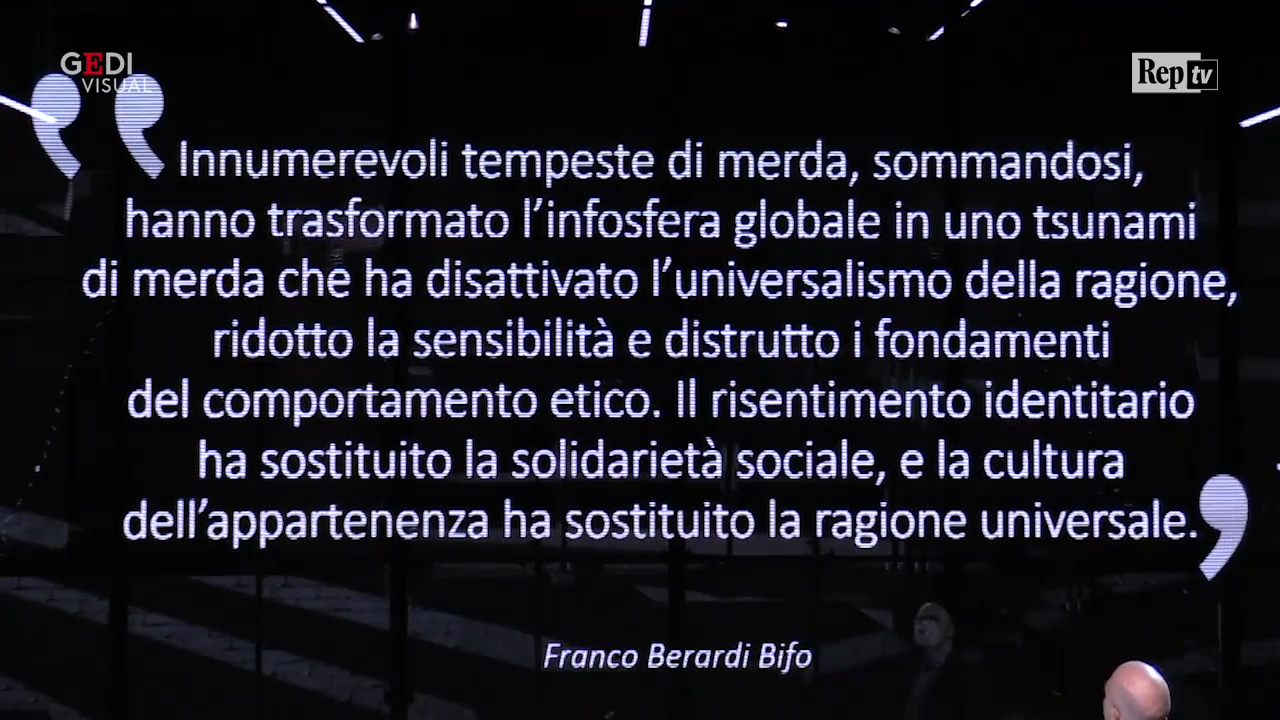 GEDI
VISUAL
Rep tv
“Innumerevoli tempeste di merda, sommandosi,
hanno trasformato l’infosfera globale in uno tsunami
di merda che ha disattivato l’universalismo della ragione,
ridotto la sensibilità e distrutto i fondamenti
del comportamento etico. Il risentimento identitario
ha sostituito la solidarietà sociale, e la cultura
dell’appartenenza ha sostituito la ragione universale.’
Franco Berardi Bifo